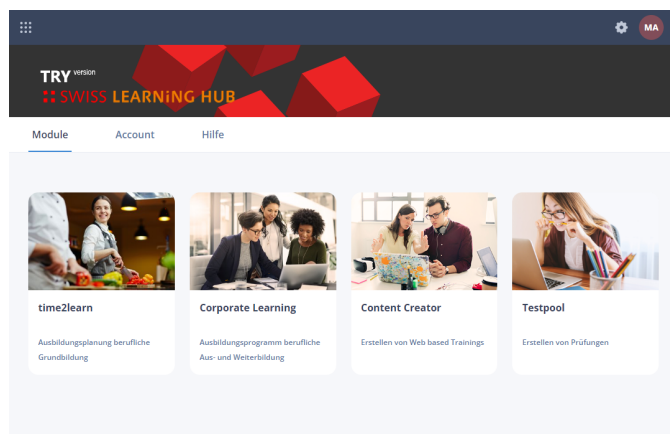 MA
TRY version
SWISS LEARNiNG HUB
Module Account Hilfe
time2learn
Ausbildungsplanung berufliche
Grundbildung
Corporate Learning
Ausbildungsprogramm berufliche
Aus- und Weiterbildung
Content Creator
Erstellen von Web based Trainings
Testpool
Erstellen von Prüfungen